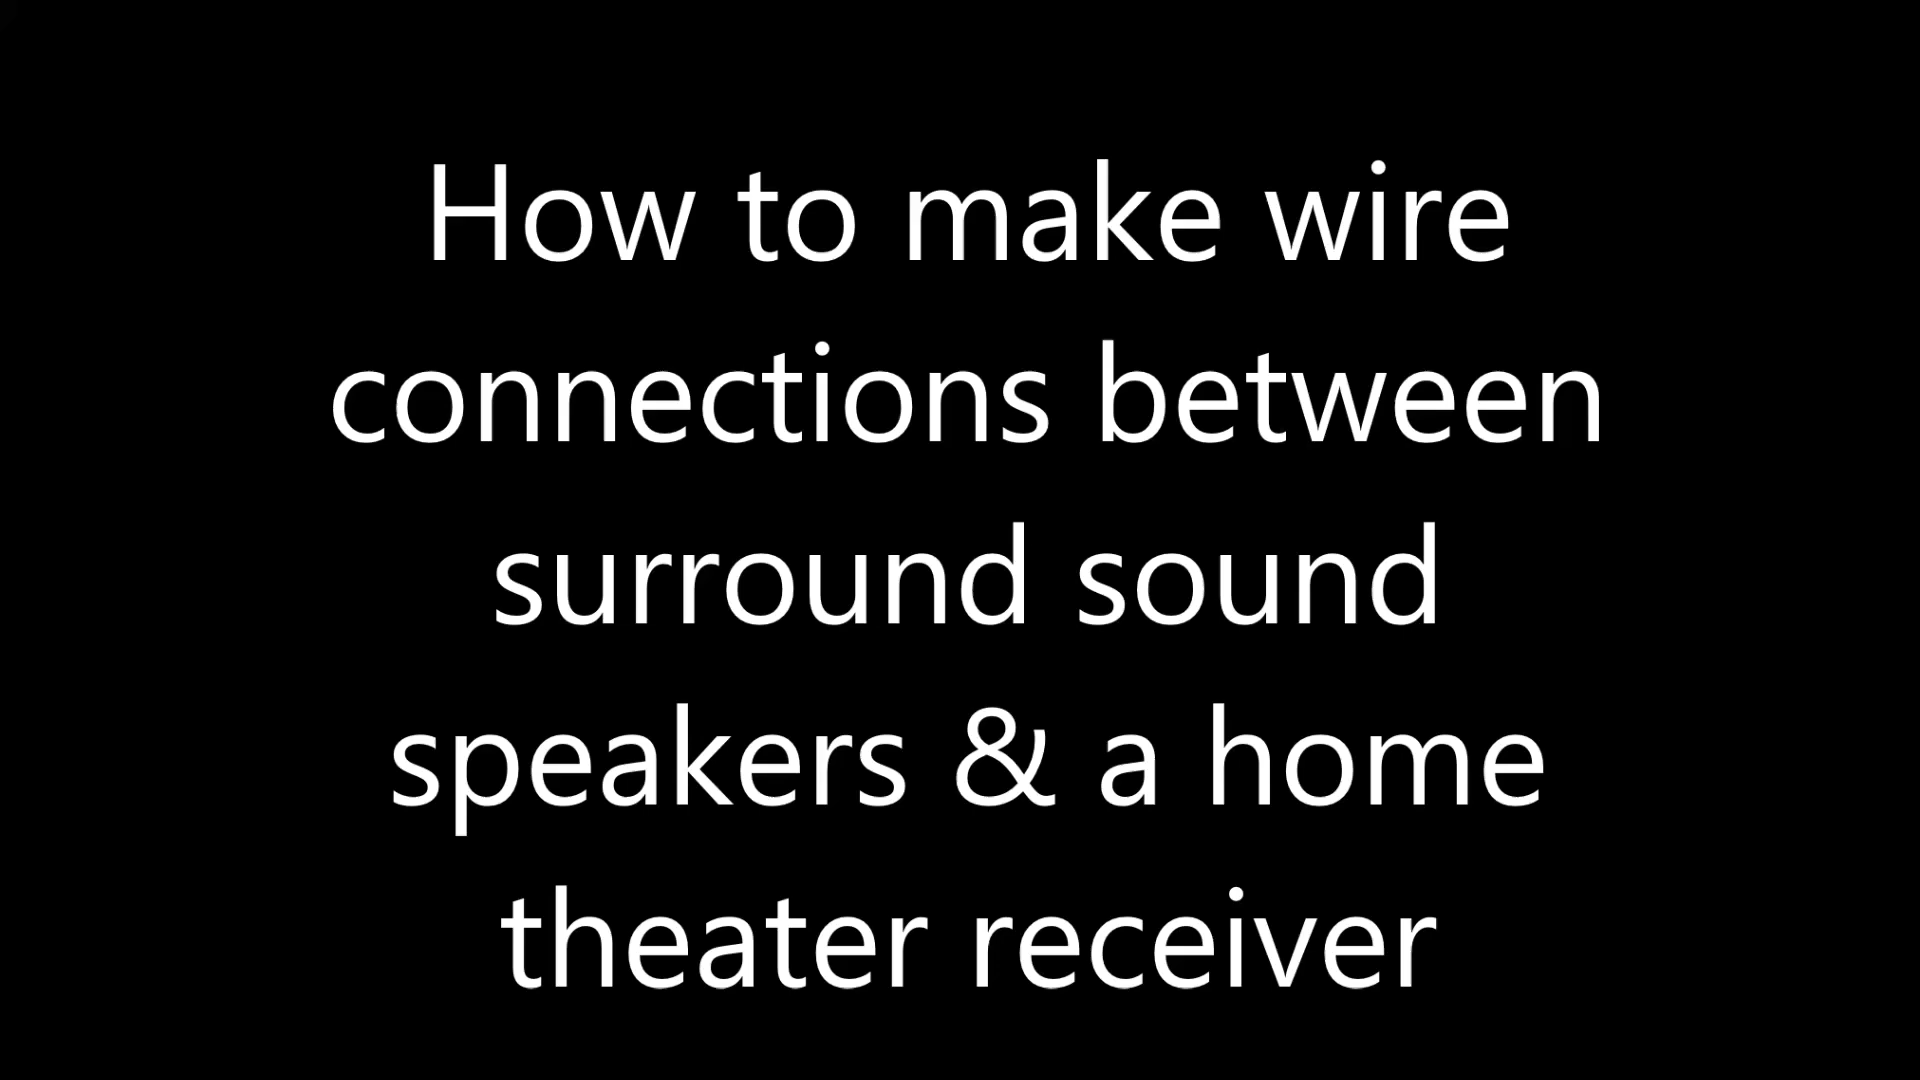 How to make wire
connections between
surround sound
speakers & a home
theater receiver